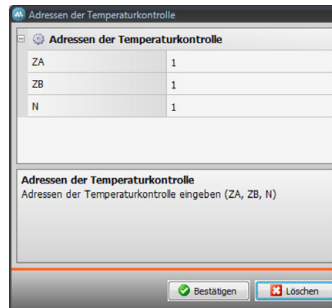 Adressen der Temperaturkontrolle
Adressen der Temperaturkontrolle
ZA 1
ZB 1
N 1
Adressen der Temperaturkontrolle
Adressen der Temperaturkontrolle eingeben (ZA, ZB, N)
Bestätigen Löschen